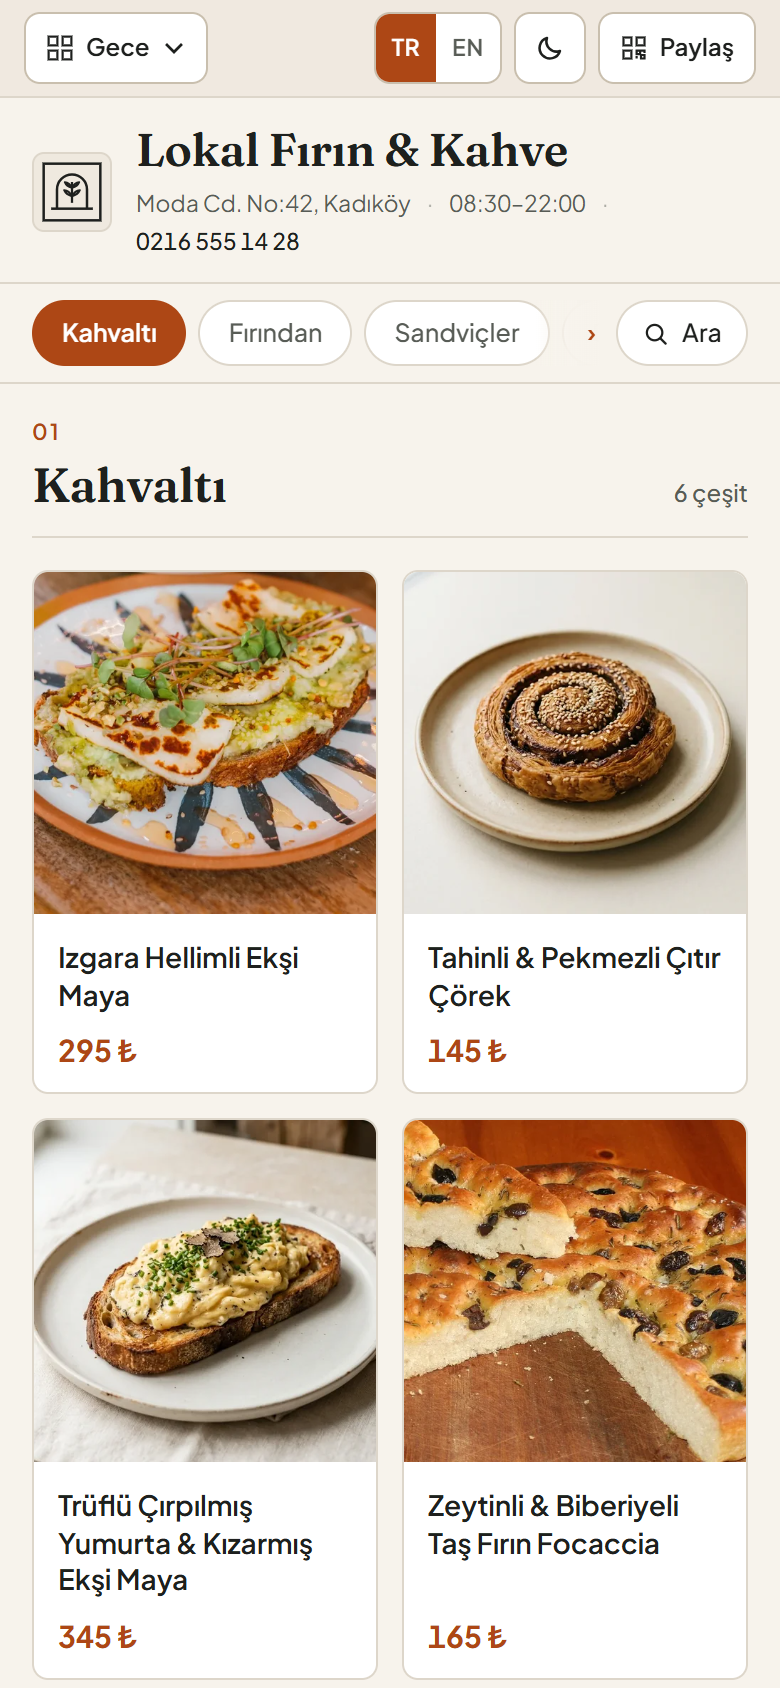 Gece
TR EN
Paylaş
Lokal Fırın & Kahve
Moda Cd. No:42, Kadıköy · 08:30–22:00 ·
0216 555 14 28
Kahvaltı Fırından Sandviçler › Ara
01
Kahvaltı
6 çeşit
Izgara Hellimli Ekşi
Maya
295 ₺
Tahinli & Pekmezli Çıtır
Çörek
145 ₺
Trüflü Çırpılmış
Yumurta & Kızarmış
Ekşi Maya
345 ₺
Zeytinli & Biberiyeli
Taş Fırın Focaccia
165 ₺